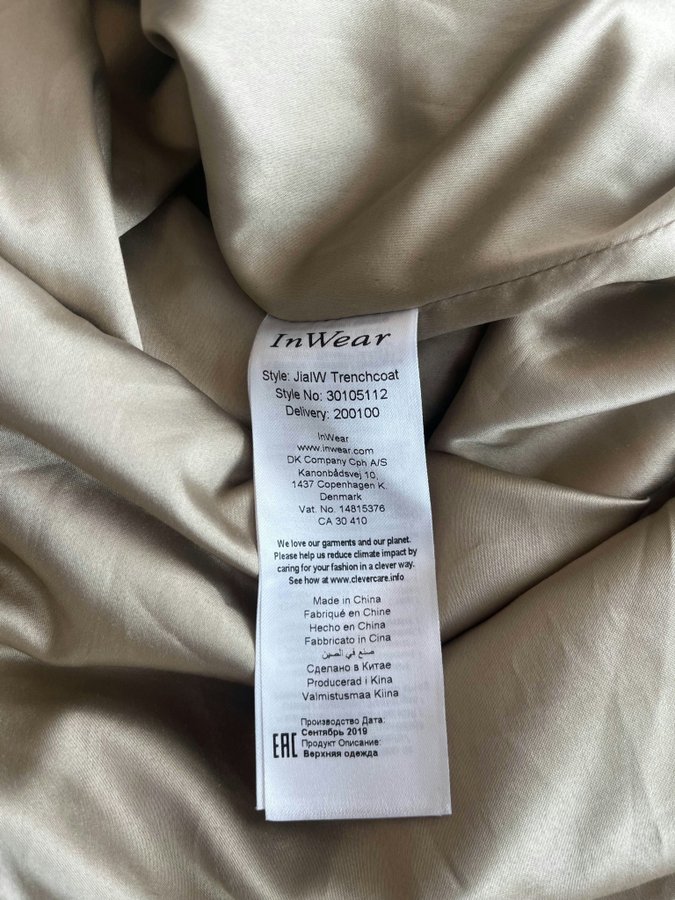 InWear
Style: JiaIW Trenchcoat
Style No: 30105112
Delivery: 200100
InWear
www.inwear.com
DK Company Cph A/S
Kanonbådsvej 10,
1437 Copenhagen K.
Denmark
Vat. No. 14815376
CA 30 410
We love our garments and our planet.
Please help us reduce climate impact by
caring for your fashion in a clever way.
See how at www.clevercare.info
Made in China
Fabriqué en Chine
Hecho en China
Fabbricato in Cina
صنع في الصين
Сделано в Китае
Producerad i Kina
Valmistusmaa Kiina
Производство Дата:
Сентябрь 2019
EAC Продукт Описание:
Верхняя одежда